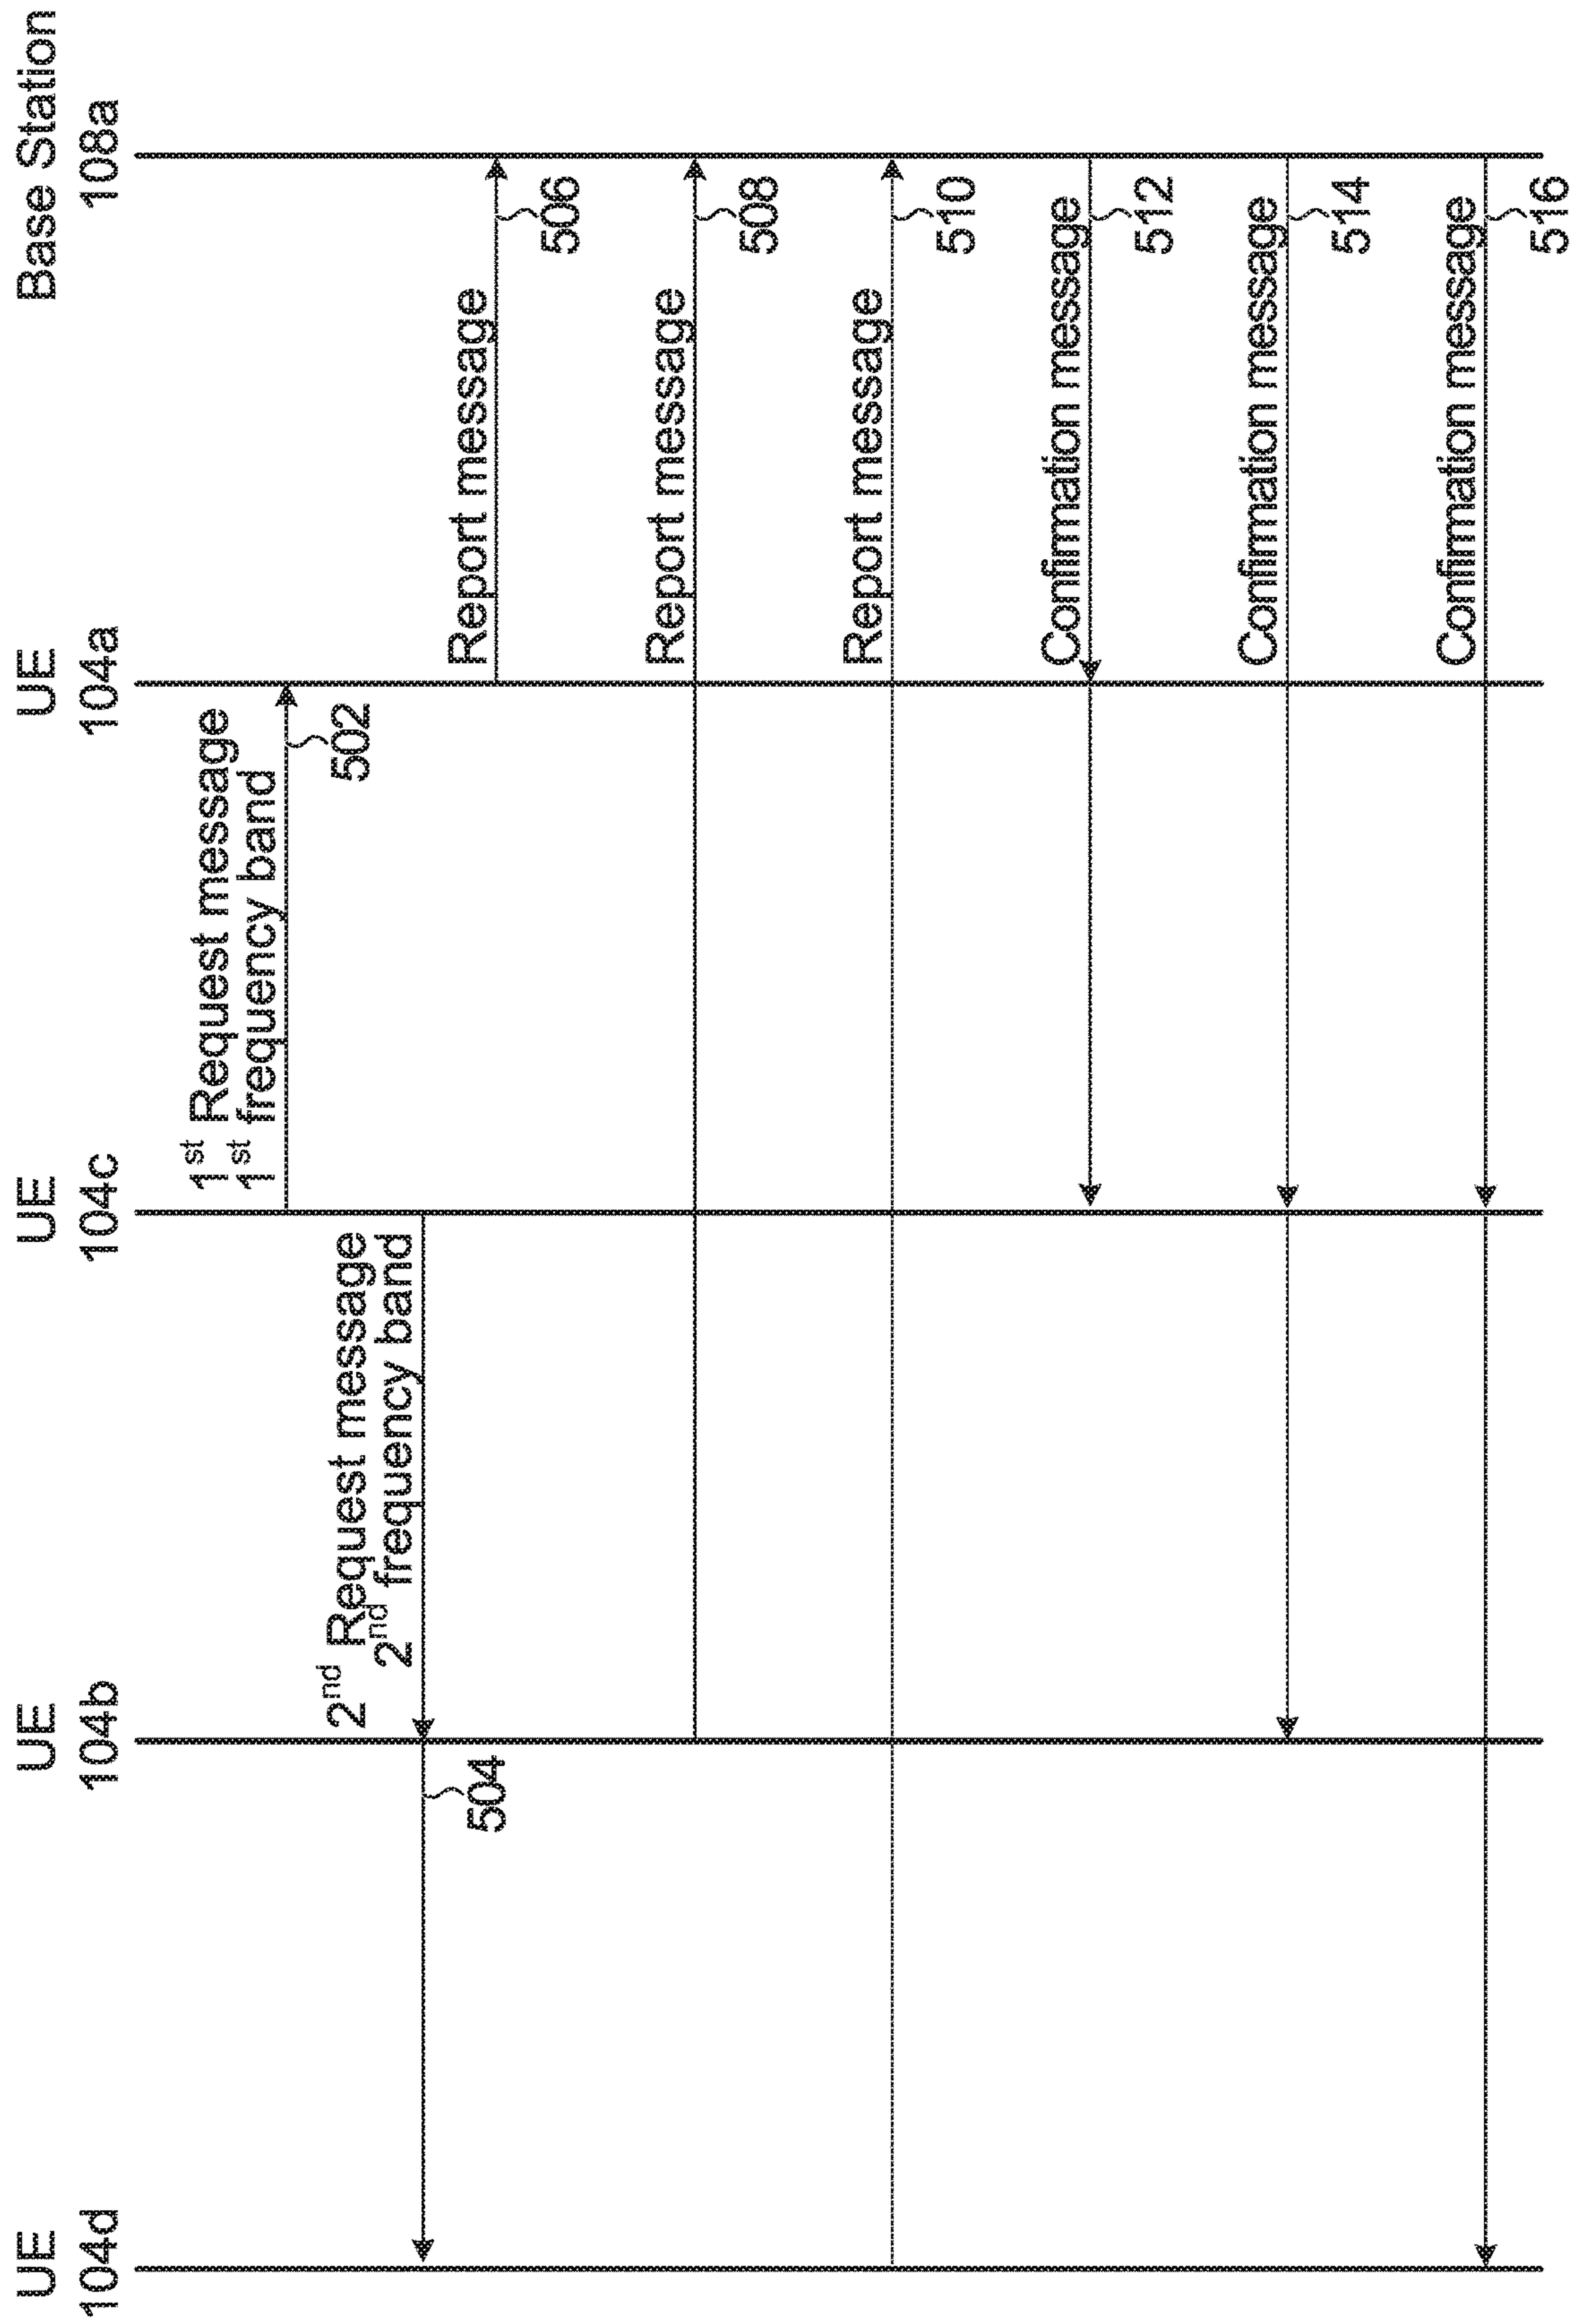 UE
104d
UE
104b
UE
104c
UE
104a
Base Station
108a
1st Request message
1st frequency band
502
2nd Request message
2nd frequency band
504
Report message
506
Report message
508
Report message
510
Confirmation message
512
Confirmation message
514
Confirmation message
516